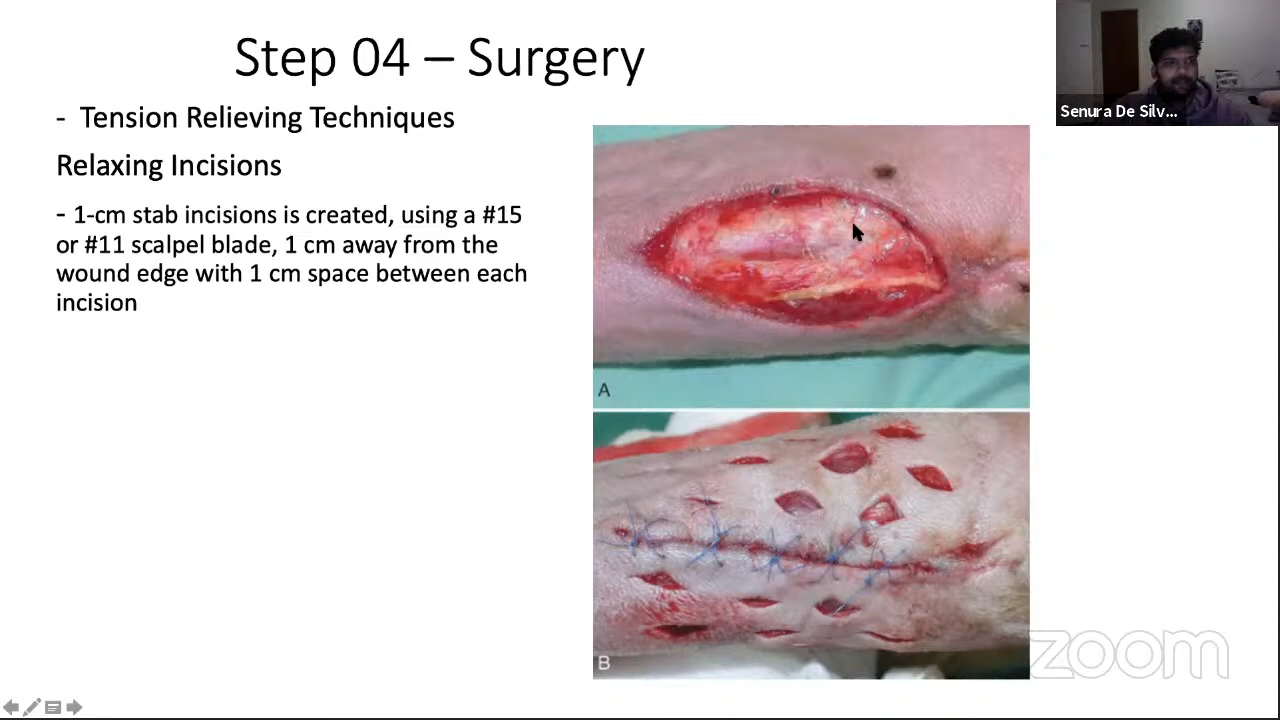 Step 04 – Surgery
- Tension Relieving Techniques
Relaxing Incisions
- 1-cm stab incisions is created, using a #15
or #11 scalpel blade, 1 cm away from the
wound edge with 1 cm space between each
incision
Senura De Silv...
A
B
zoom